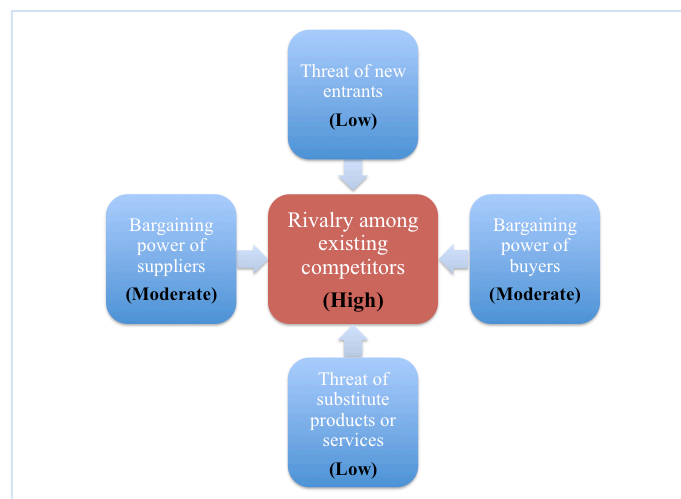 Threat of new
entrants
(Low)
Bargaining
power of
suppliers
(Moderate)
Rivalry among
existing
competitors
(High)
Bargaining
power of
buyers
(Moderate)
Threat of
substitute
products or
services
(Low)